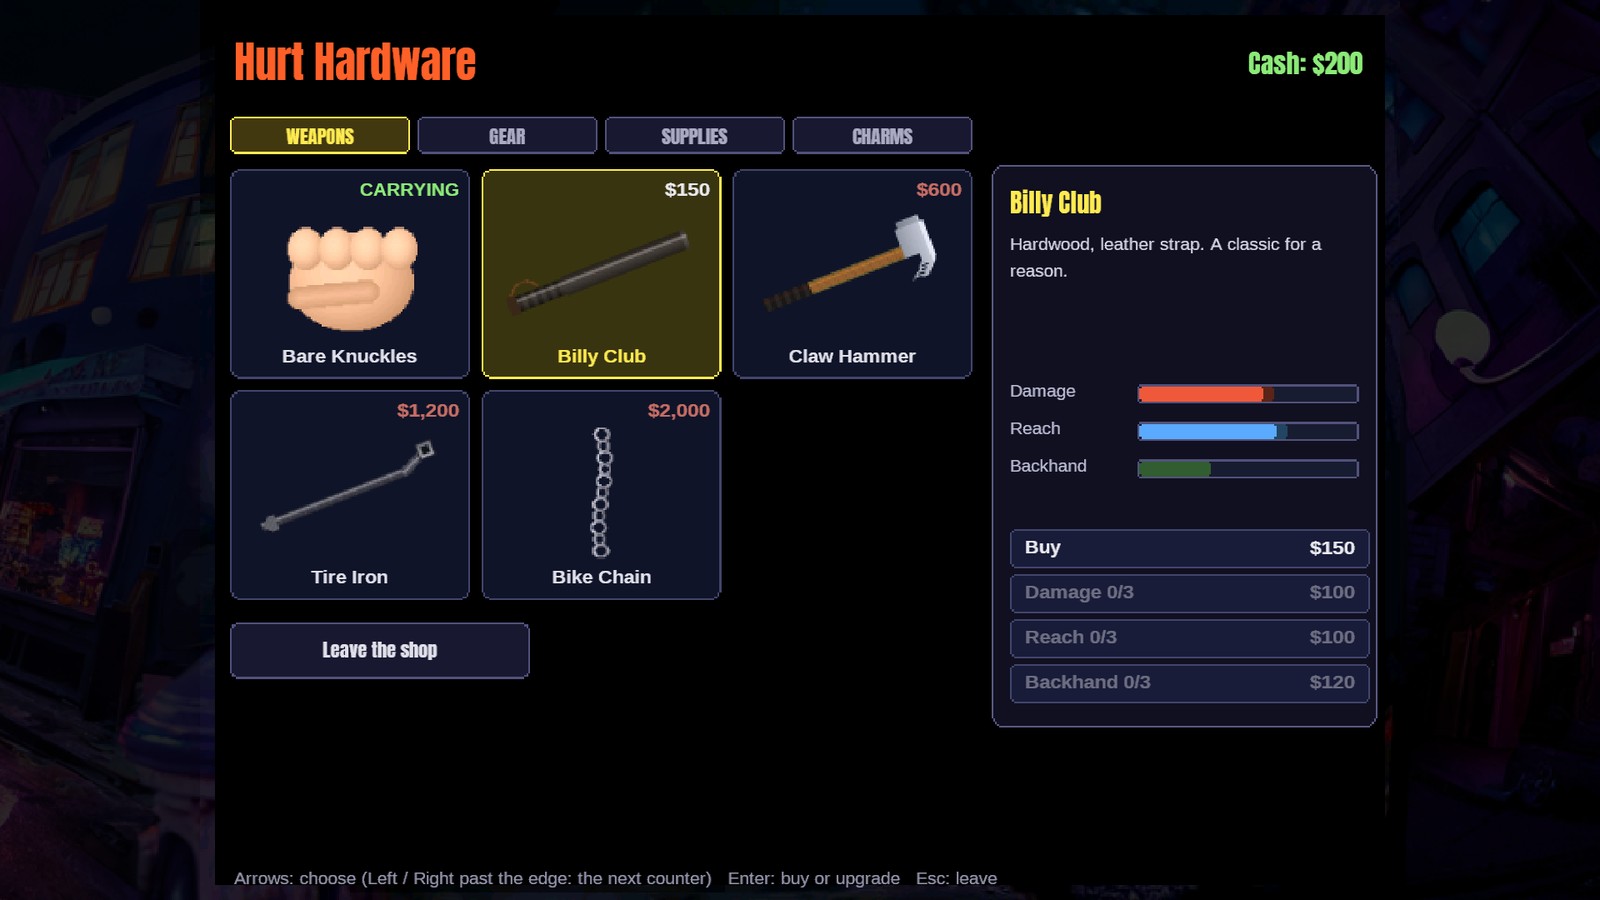 Hurt Hardware
Cash: $200
WEAPONS
GEAR
SUPPLIES
CHARMS
CARRYING
Bare Knuckles
$150
Billy Club
$600
Claw Hammer
$1,200
Tire Iron
$2,000
Bike Chain
Leave the shop
Billy Club
Hardwood, leather strap. A classic for a
reason.
Damage
Reach
Backhand
Buy $150
Damage 0/3 $100
Reach 0/3 $100
Backhand 0/3 $120
Arrows: choose (Left / Right past the edge: the next counter) Enter: buy or upgrade Esc: leave